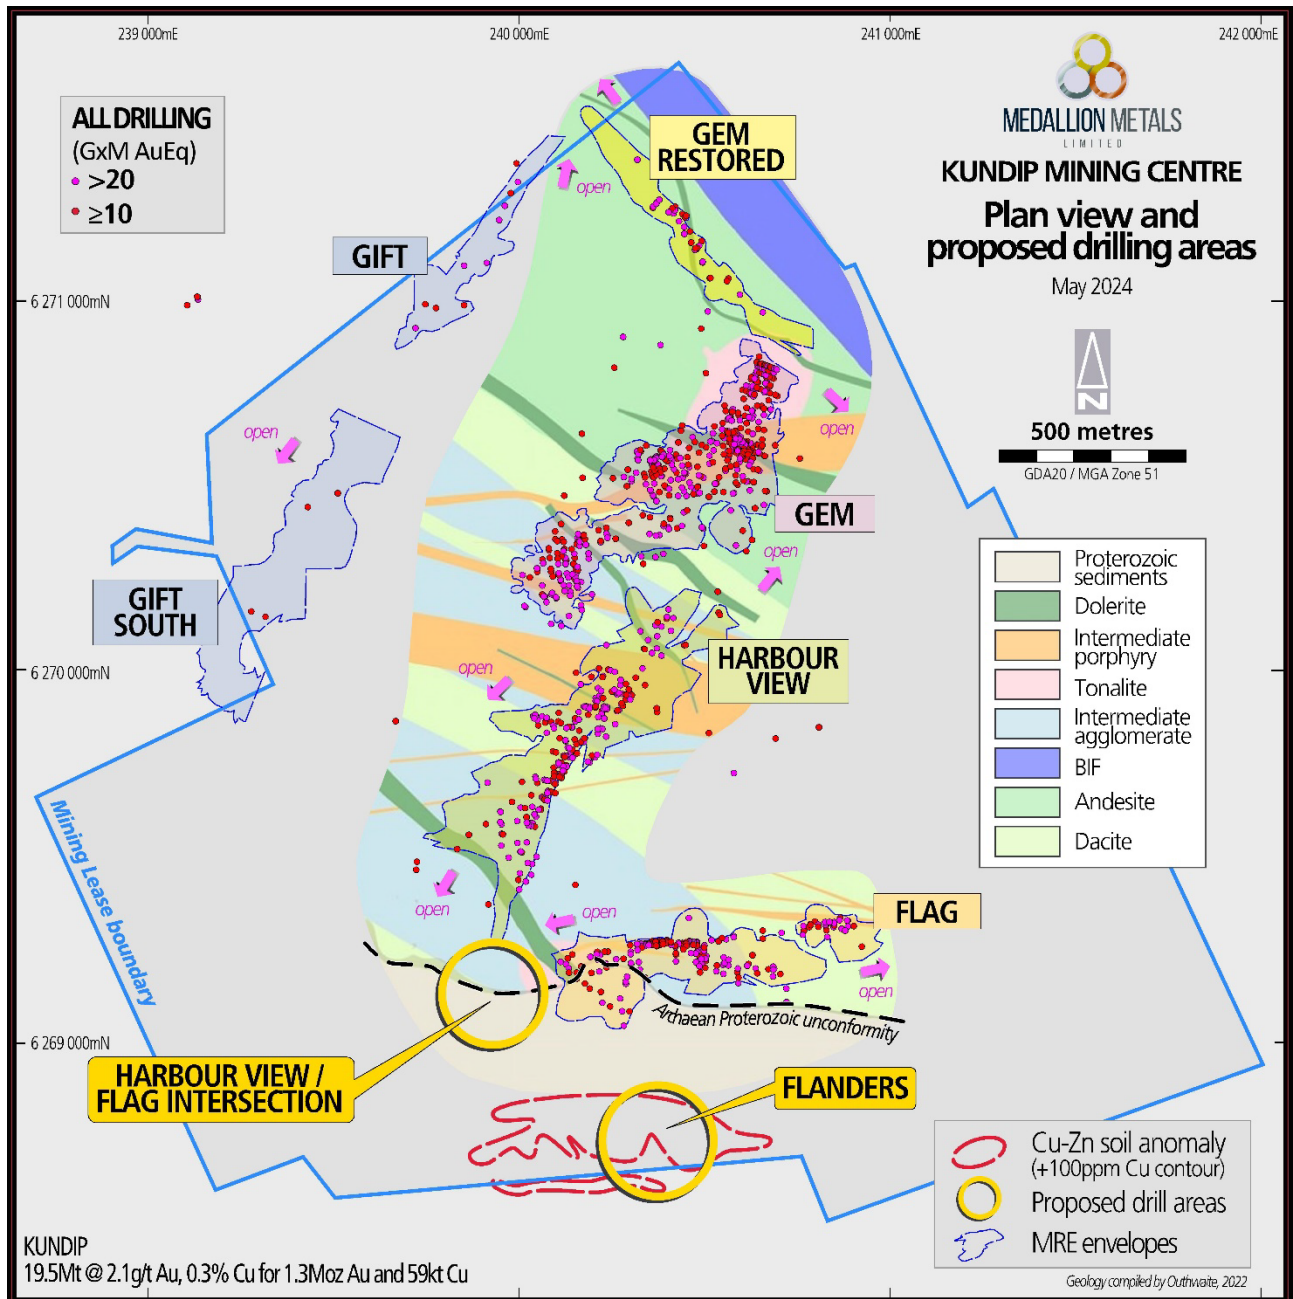 239 000mE
240 000mE
241 000mE
242 000mE
ALL DRILLING
(GxM AuEq)
>20
≥10
MEDALLION METALS
LIMITED
KUNDIP MINING CENTRE
Plan view and
proposed drilling areas
May 2024
N
500 metres
GDA20 / MGA Zone 51
GEM
RESTORED
open
GIFT
6 271 000mN
open
open
GEM
open
GIFT
SOUTH
HARBOUR
VIEW
6 270 000mN
open
Proterozoic
sediments
Dolerite
Intermediate
porphyry
Tonalite
Intermediate
agglomerate
BIF
Andesite
Dacite
Mining Lease boundary
open
open
FLAG
open
Archaean Proterozoic unconformity
6 269 000mN
HARBOUR VIEW /
FLAG INTERSECTION
FLANDERS
Cu-Zn soil anomaly
(+100ppm Cu contour)
Proposed drill areas
MRE envelopes
KUNDIP
19.5Mt @ 2.1g/t Au, 0.3% Cu for 1.3Moz Au and 59kt Cu
Geology compiled by Outhwaite, 2022